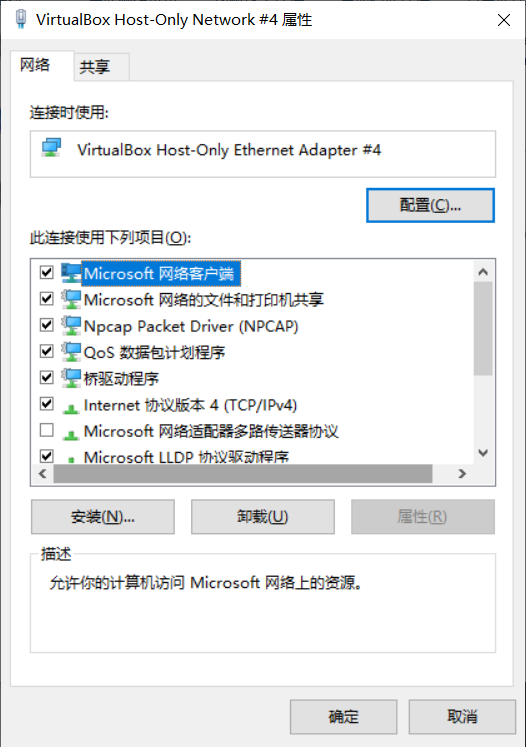 VirtualBox Host-Only Network #4 属性
网络
共享
连接时使用:
VirtualBox Host-Only Ethernet Adapter #4
配置(C)...
此连接使用下列项目(O):
Microsoft 网络客户端
Microsoft 网络的文件和打印机共享
Npcap Packet Driver (NPCAP)
QoS 数据包计划程序
桥驱动程序
Internet 协议版本 4 (TCP/IPv4)
Microsoft 网络适配器多路传送器协议
Microsoft LLDP 协议驱动程序
安装(N)...
卸载(U)
属性(R)
描述
允许你的计算机访问 Microsoft 网络上的资源。
确定
取消